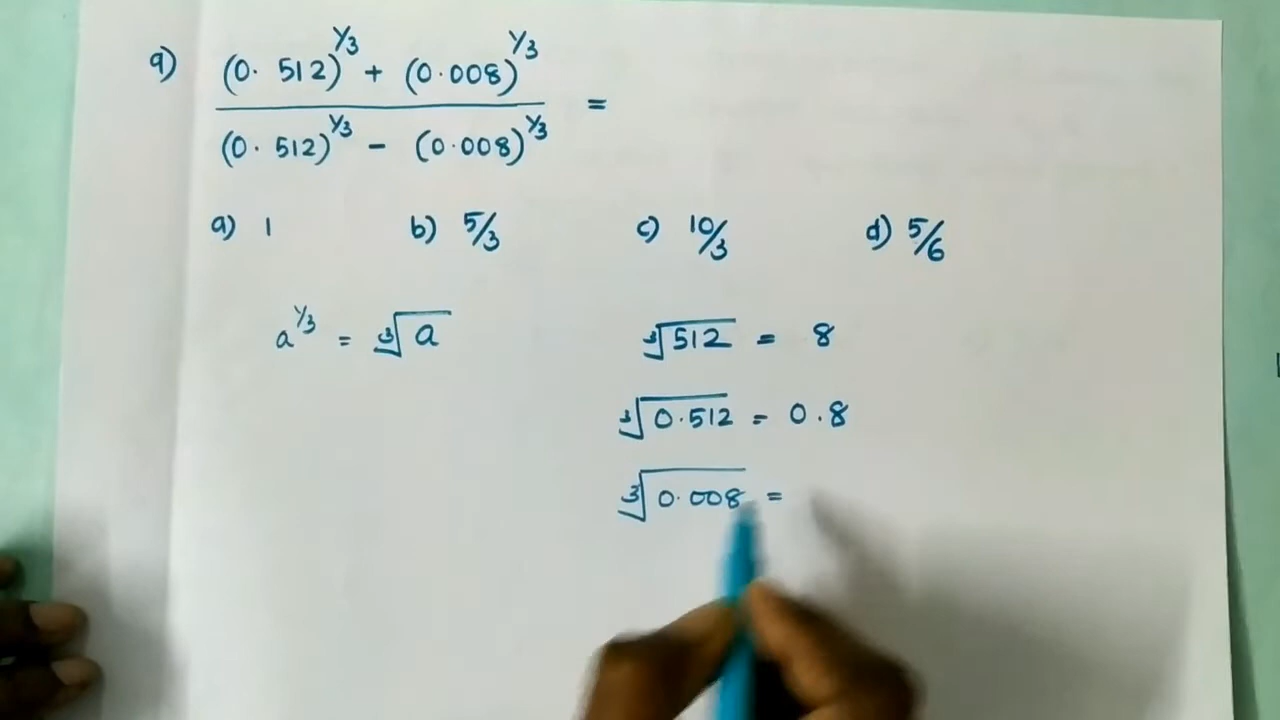 9) (0.512)^1/3 + (0.008)^1/3
(0.512)^1/3 - (0.008)^1/3 =
a) 1 b) 5/3 c) 10/3 d) 5/6
a^1/3 = ∛a ∛512 = 8
∛0.512 = 0.8
∛0.008 =